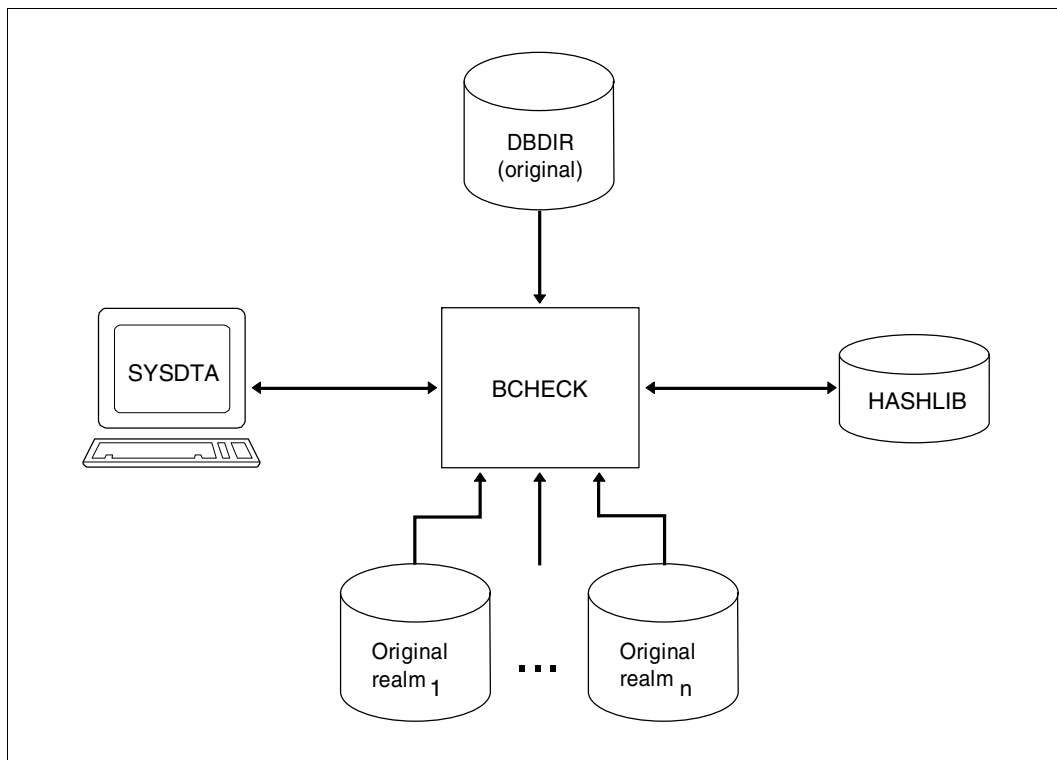 DBDIR
(original)
SYSDTA
BCHECK
HASHLIB
Original
realm 1
...
Original
realm n